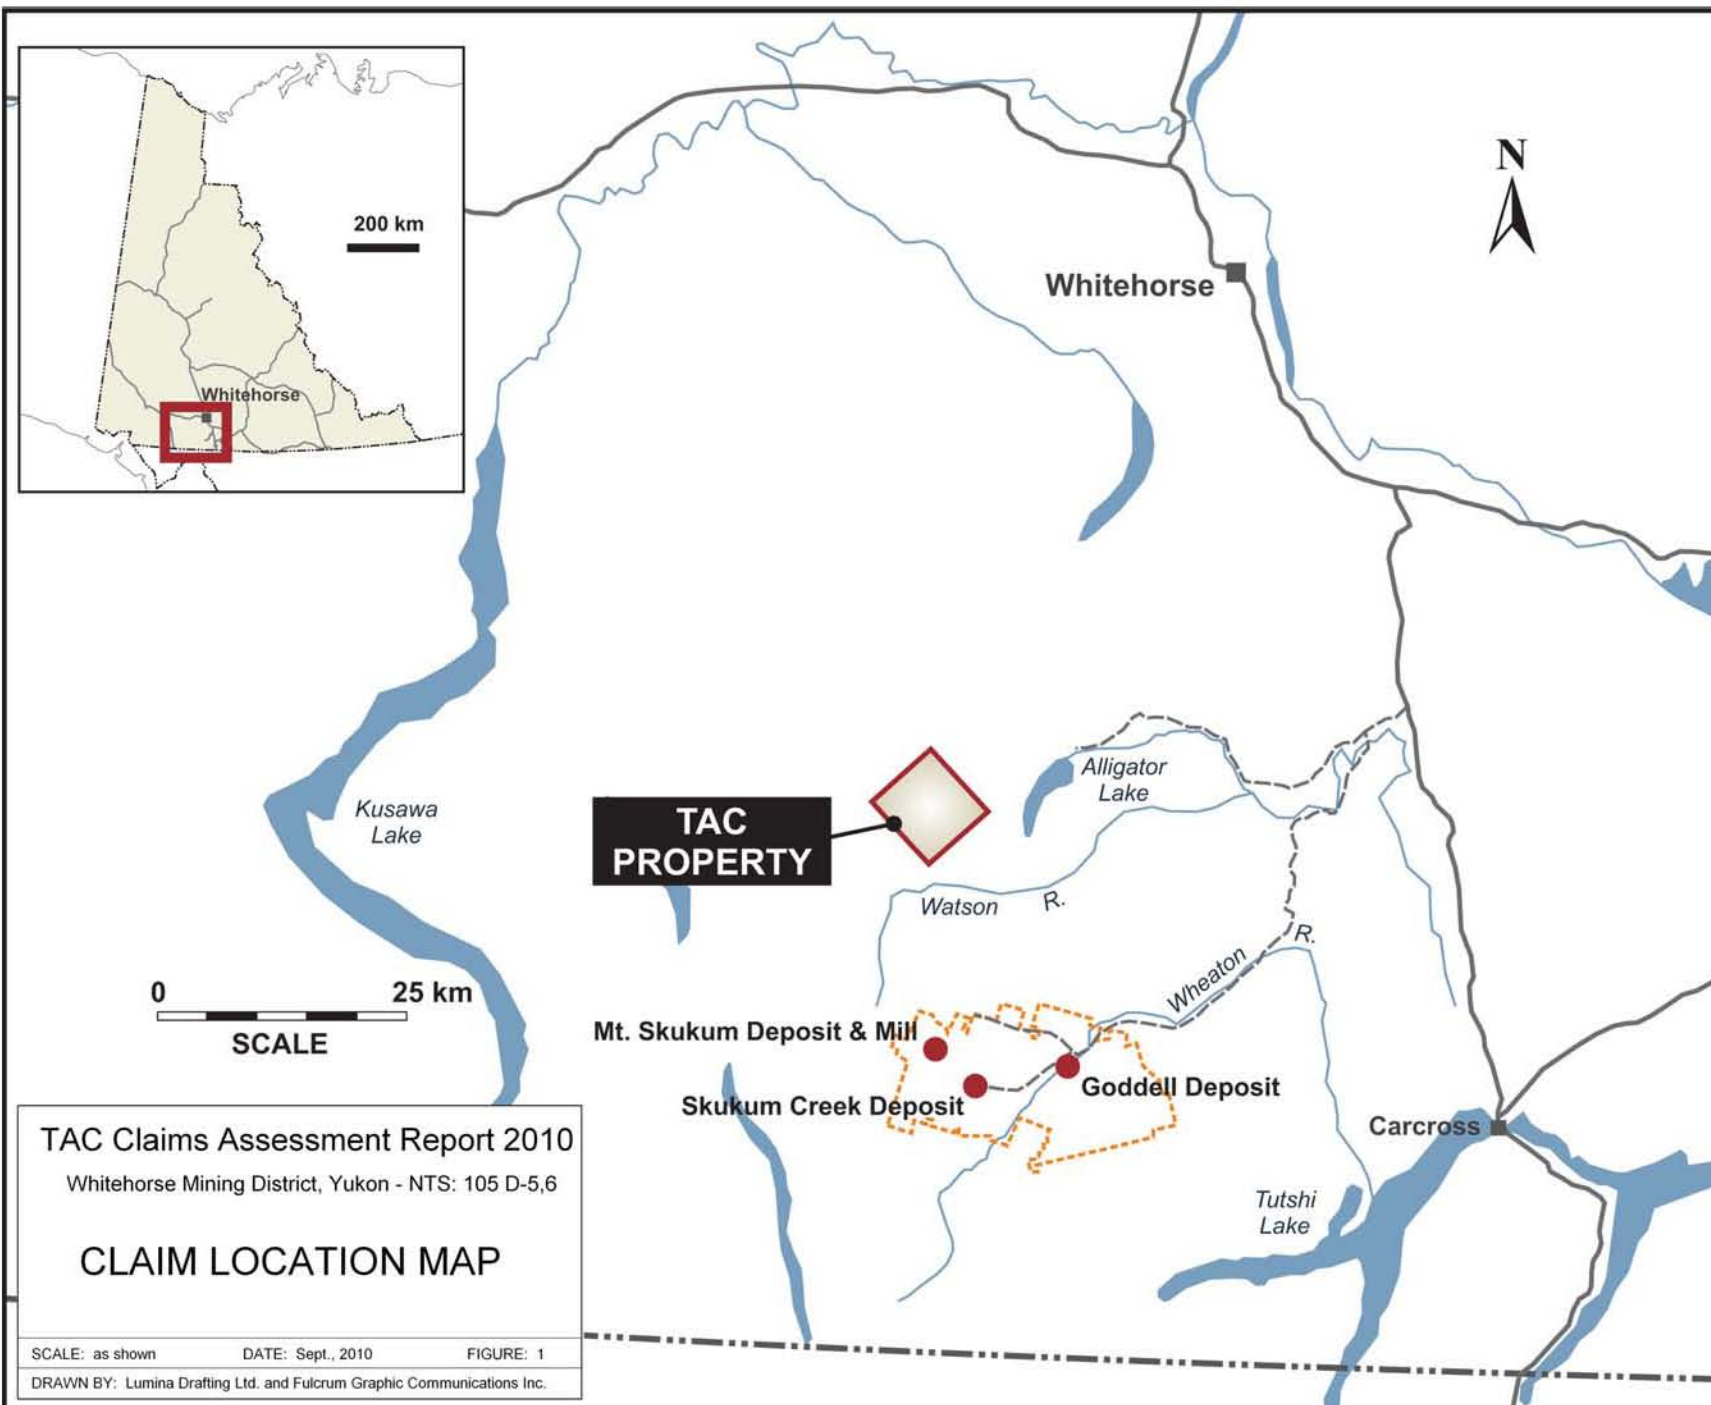 200 km
Whitehorse
N
Whitehorse
Alligator
Lake
Kusawa
Lake
TAC
PROPERTY
Watson R.
Wheaton R.
0 25 km
SCALE
Mt. Skukum Deposit & Mill
Goddell Deposit
Skukum Creek Deposit
Carcross
Tutshi
Lake
TAC Claims Assessment Report 2010
Whitehorse Mining District, Yukon - NTS: 105 D-5,6
CLAIM LOCATION MAP
SCALE: as shown DATE: Sept., 2010 FIGURE: 1
DRAWN BY: Lumina Drafting Ltd. and Fulcrum Graphic Communications Inc.